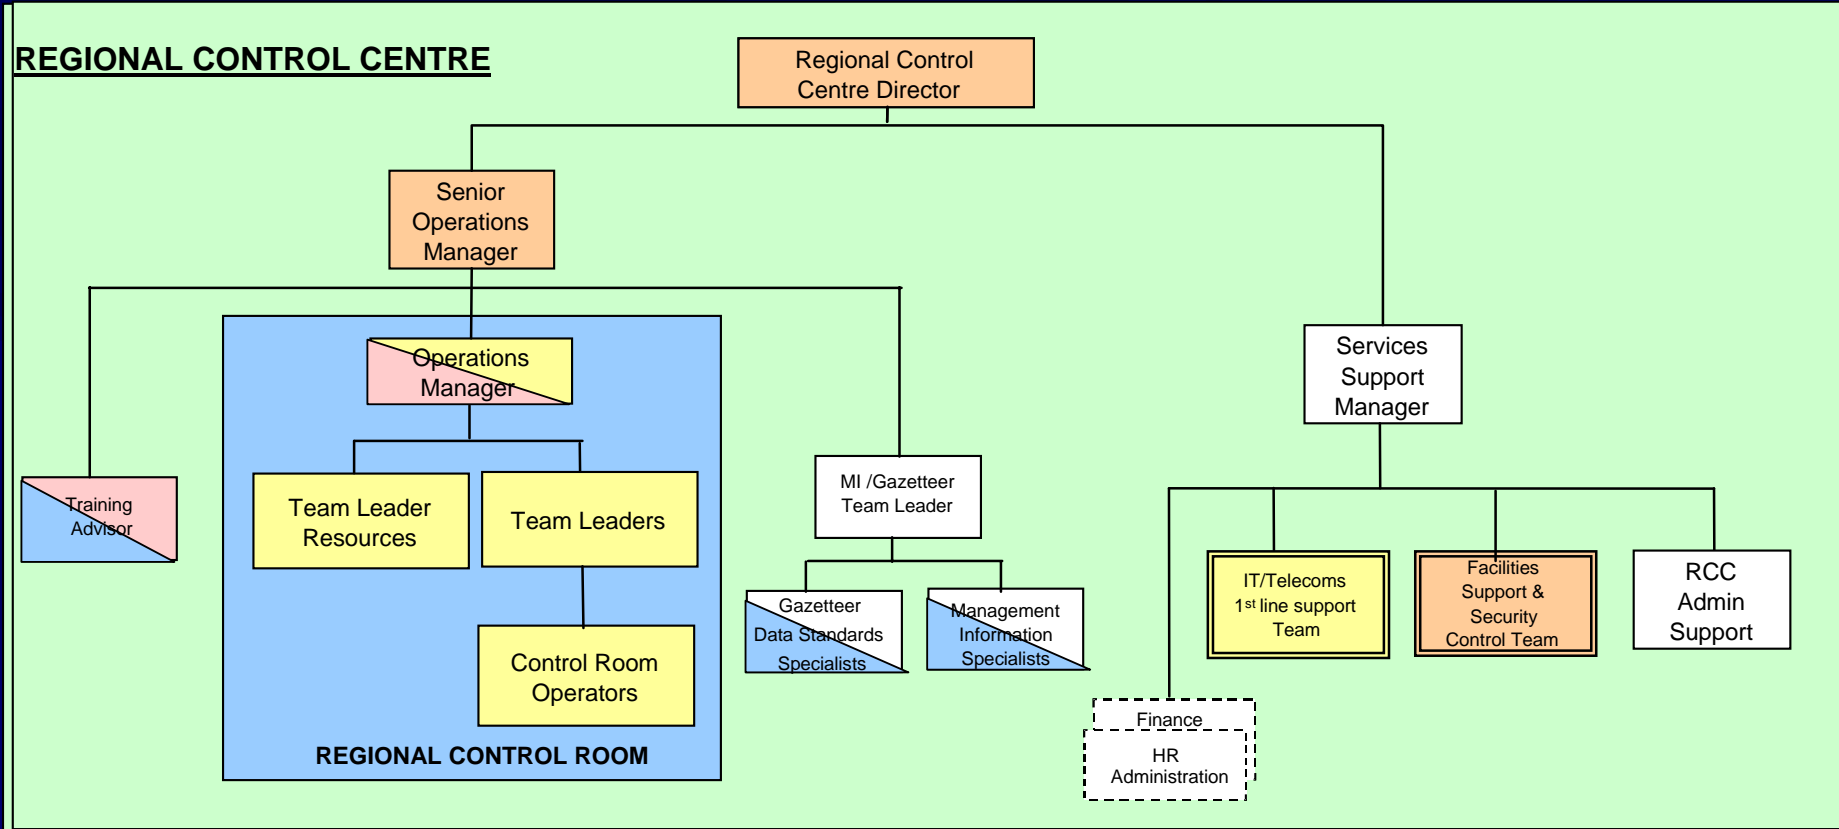 REGIONAL CONTROL CENTRE
Regional Control
Centre Director
Senior
Operations
Manager
Operations
Manager
Services
Support
Manager
Training
Advisor
Team Leader
Resources
Team Leaders
MI /Gazetteer
Team Leader
Gazetteer
Data Standards
Specialists
Management
Information
Specialists
IT/Telecoms
1st line support
Team
Facilities
Support &
Security
Control Team
RCC
Admin
Support
Control Room
Operators
REGIONAL CONTROL ROOM
Finance
HR
Administration